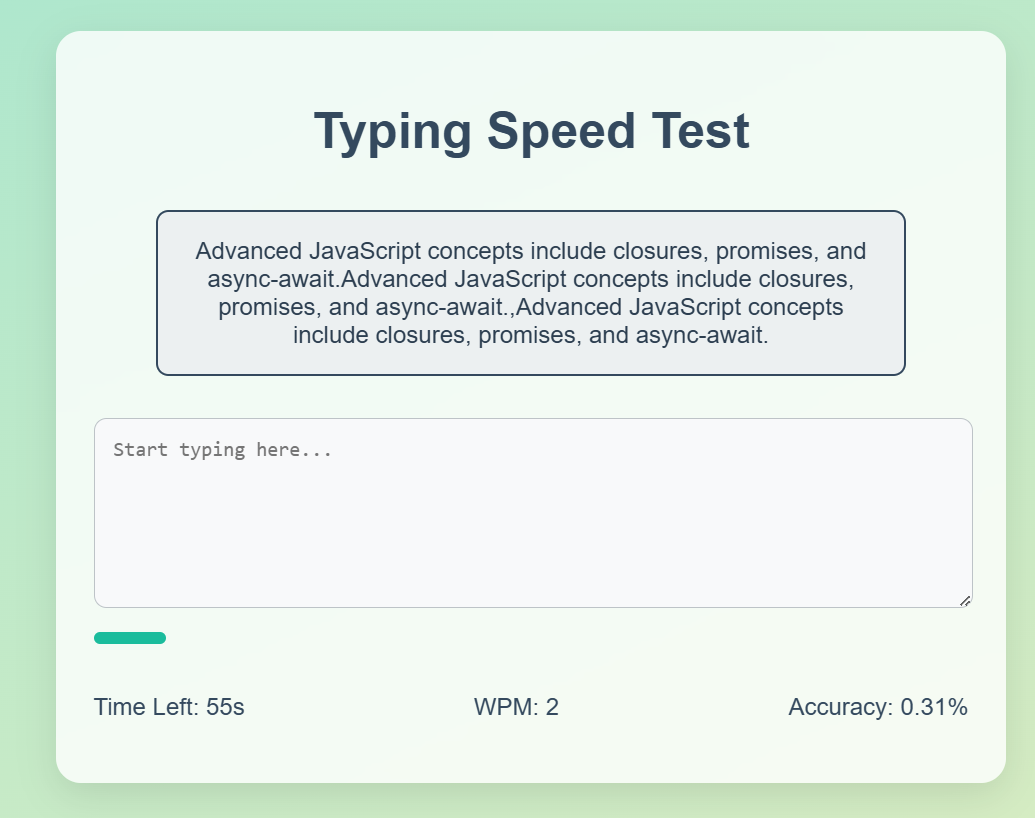 Typing Speed Test
Advanced JavaScript concepts include closures, promises, and
async-await.Advanced JavaScript concepts include closures,
promises, and async-await.,Advanced JavaScript concepts
include closures, promises, and async-await.
Start typing here...
Time Left: 55s
WPM: 2
Accuracy: 0.31%